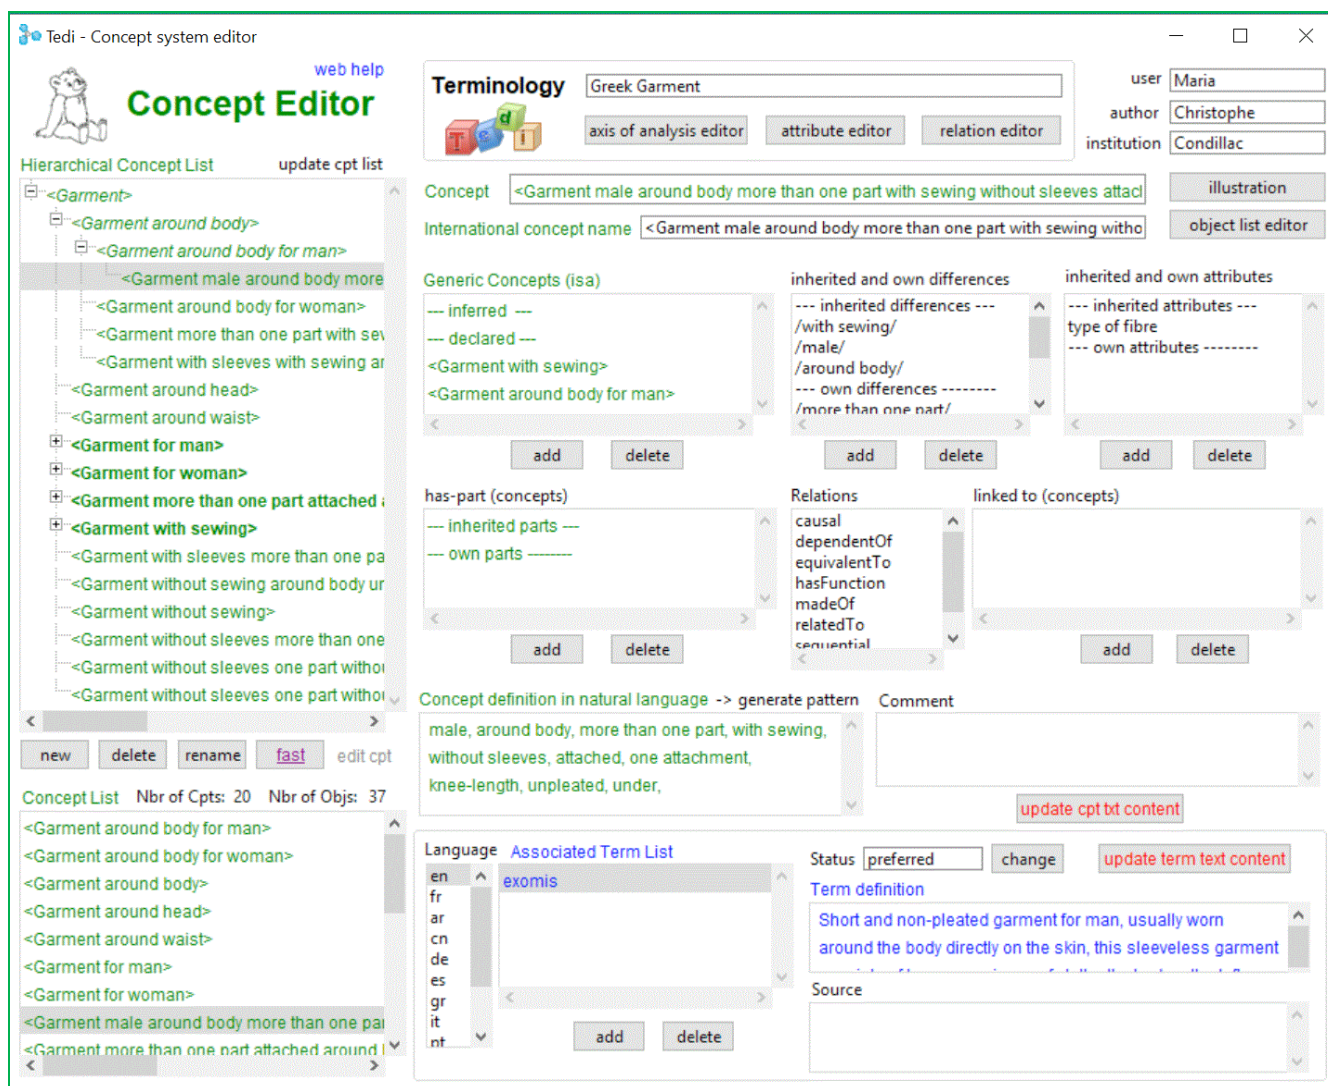 Tedi - Concept system editor
web help
Concept Editor
Terminology
Greek Garment
T e d i
axis of analysis editor
attribute editor
relation editor
user
Maria
author
Christophe
institution
Condillac
Hierarchical Concept List
update cpt list
<Garment>
<Garment around body>
<Garment around body for man>
<Garment male around body more
<Garment around body for woman>
<Garment more than one part with sev
<Garment with sleeves with sewing ar
<Garment around head>
<Garment around waist>
<Garment for man>
<Garment for woman>
<Garment more than one part attached
<Garment with sewing>
<Garment with sleeves more than one pa
<Garment without sewing around body ur
<Garment without sewing>
<Garment without sleeves more than one
<Garment without sleeves one part withou
<Garment without sleeves one part withou
new
delete
rename
fast
edit cpt
Concept List
Nbr of Cpts: 20
Nbr of Objs: 37
<Garment around body for man>
<Garment around body for woman>
<Garment around body>
<Garment around head>
<Garment around waist>
<Garment for man>
<Garment for woman>
<Garment male around body more than one par
<Garment more than one part attached around
Concept
<Garment male around body more than one part with sewing without sleeves attacl
illustration
International concept name
<Garment male around body more than one part with sewing witho
object list editor
Generic Concepts (isa)
--- inferred ---
--- declared ---
<Garment with sewing>
<Garment around body for man>
add
delete
inherited and own differences
--- inherited differences ---
/with sewing/
/male/
/around body/
--- own differences --------
/more than one part/
add
delete
inherited and own attributes
--- inherited attributes ---
type of fibre
--- own attributes --------
add
delete
has-part (concepts)
--- inherited parts ---
--- own parts --------
add
delete
Relations
causal
dependentOf
equivalentTo
hasFunction
madeOf
relatedTo
sequential
linked to (concepts)
add
delete
Concept definition in natural language
-> generate pattern
male, around body, more than one part, with sewing,
without sleeves, attached, one attachment,
knee-length, unpleated, under,
Comment
update cpt txt content
Language
en
fr
ar
cn
de
es
gr
it
pt
Associated Term List
exomis
add
delete
Status
preferred
change
update term text content
Term definition
Short and non-pleated garment for man, usually worn
around the body directly on the skin, this sleeveless garment
Source